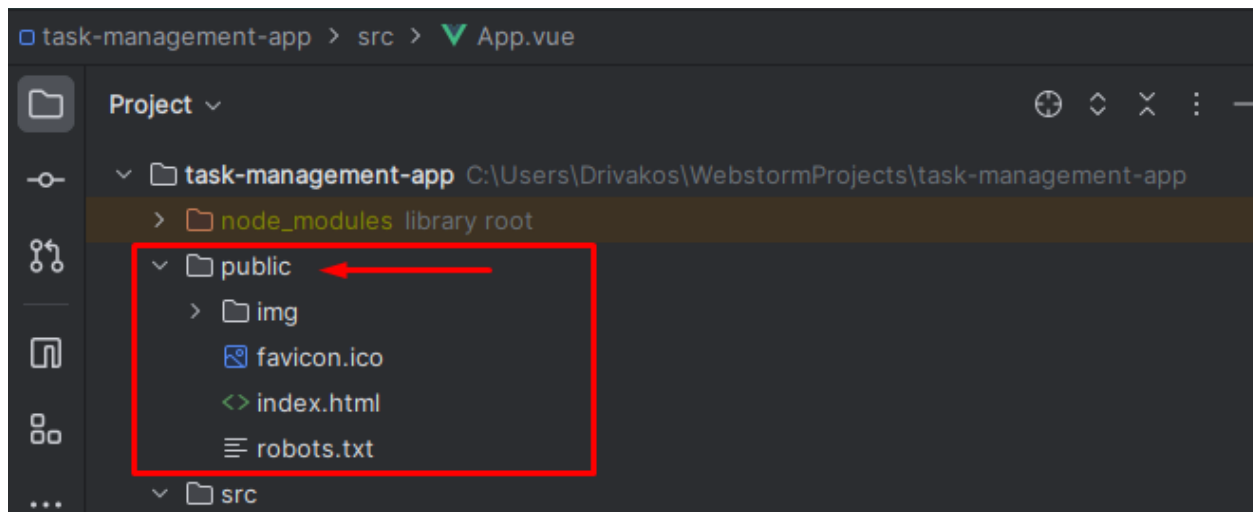 task-management-app > src > App.vue
Project
task-management-app C:\Users\Drivakos\WebstormProjects\task-management-app
node_modules library root
public
img
favicon.ico
index.html
robots.txt
src